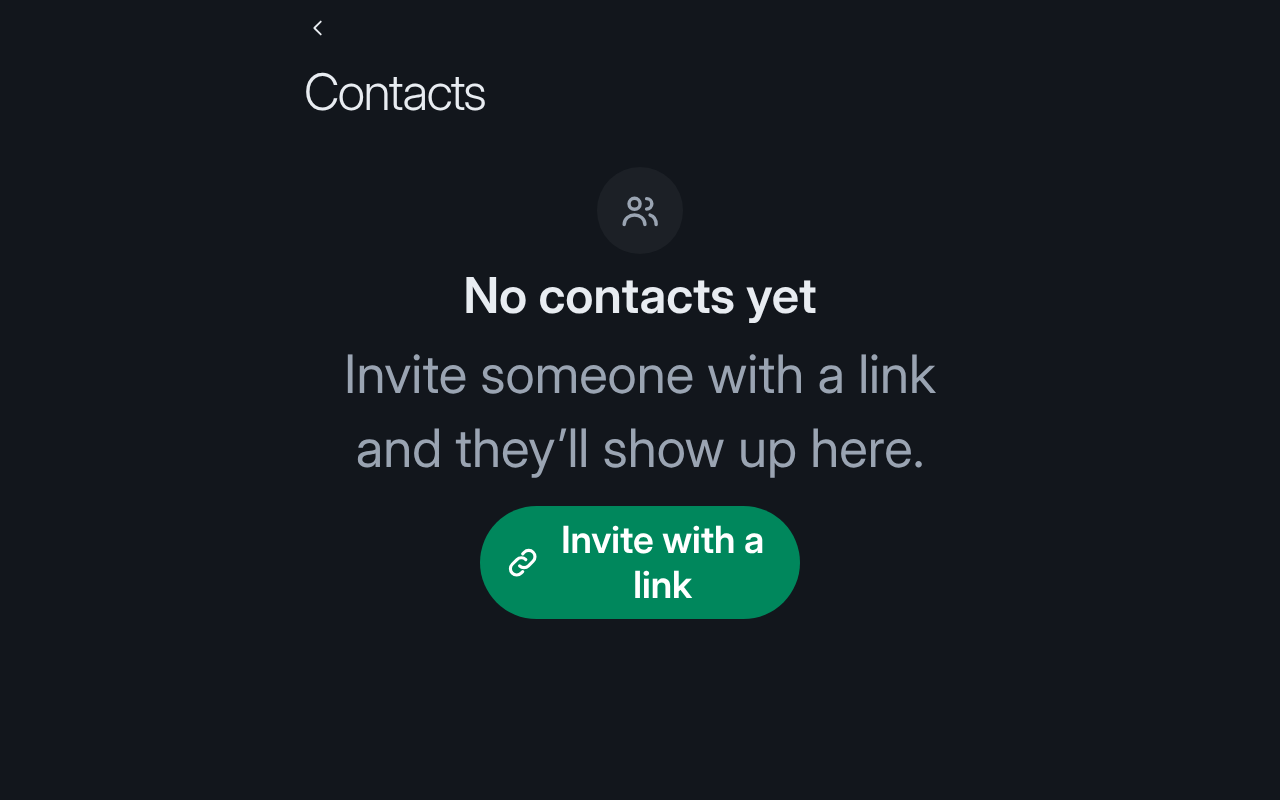 Contacts
No contacts yet
Invite someone with a link
and they’ll show up here.
Invite with a
link